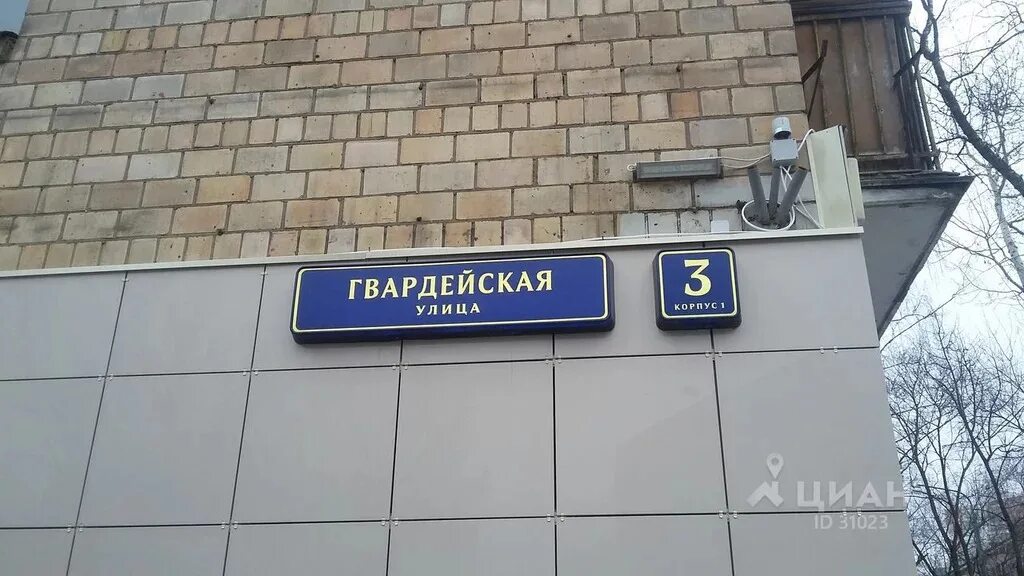 ГВАРДЕЙСКАЯ
УЛИЦА
3
КОРПУС 1
ЦИАН
ID 31023